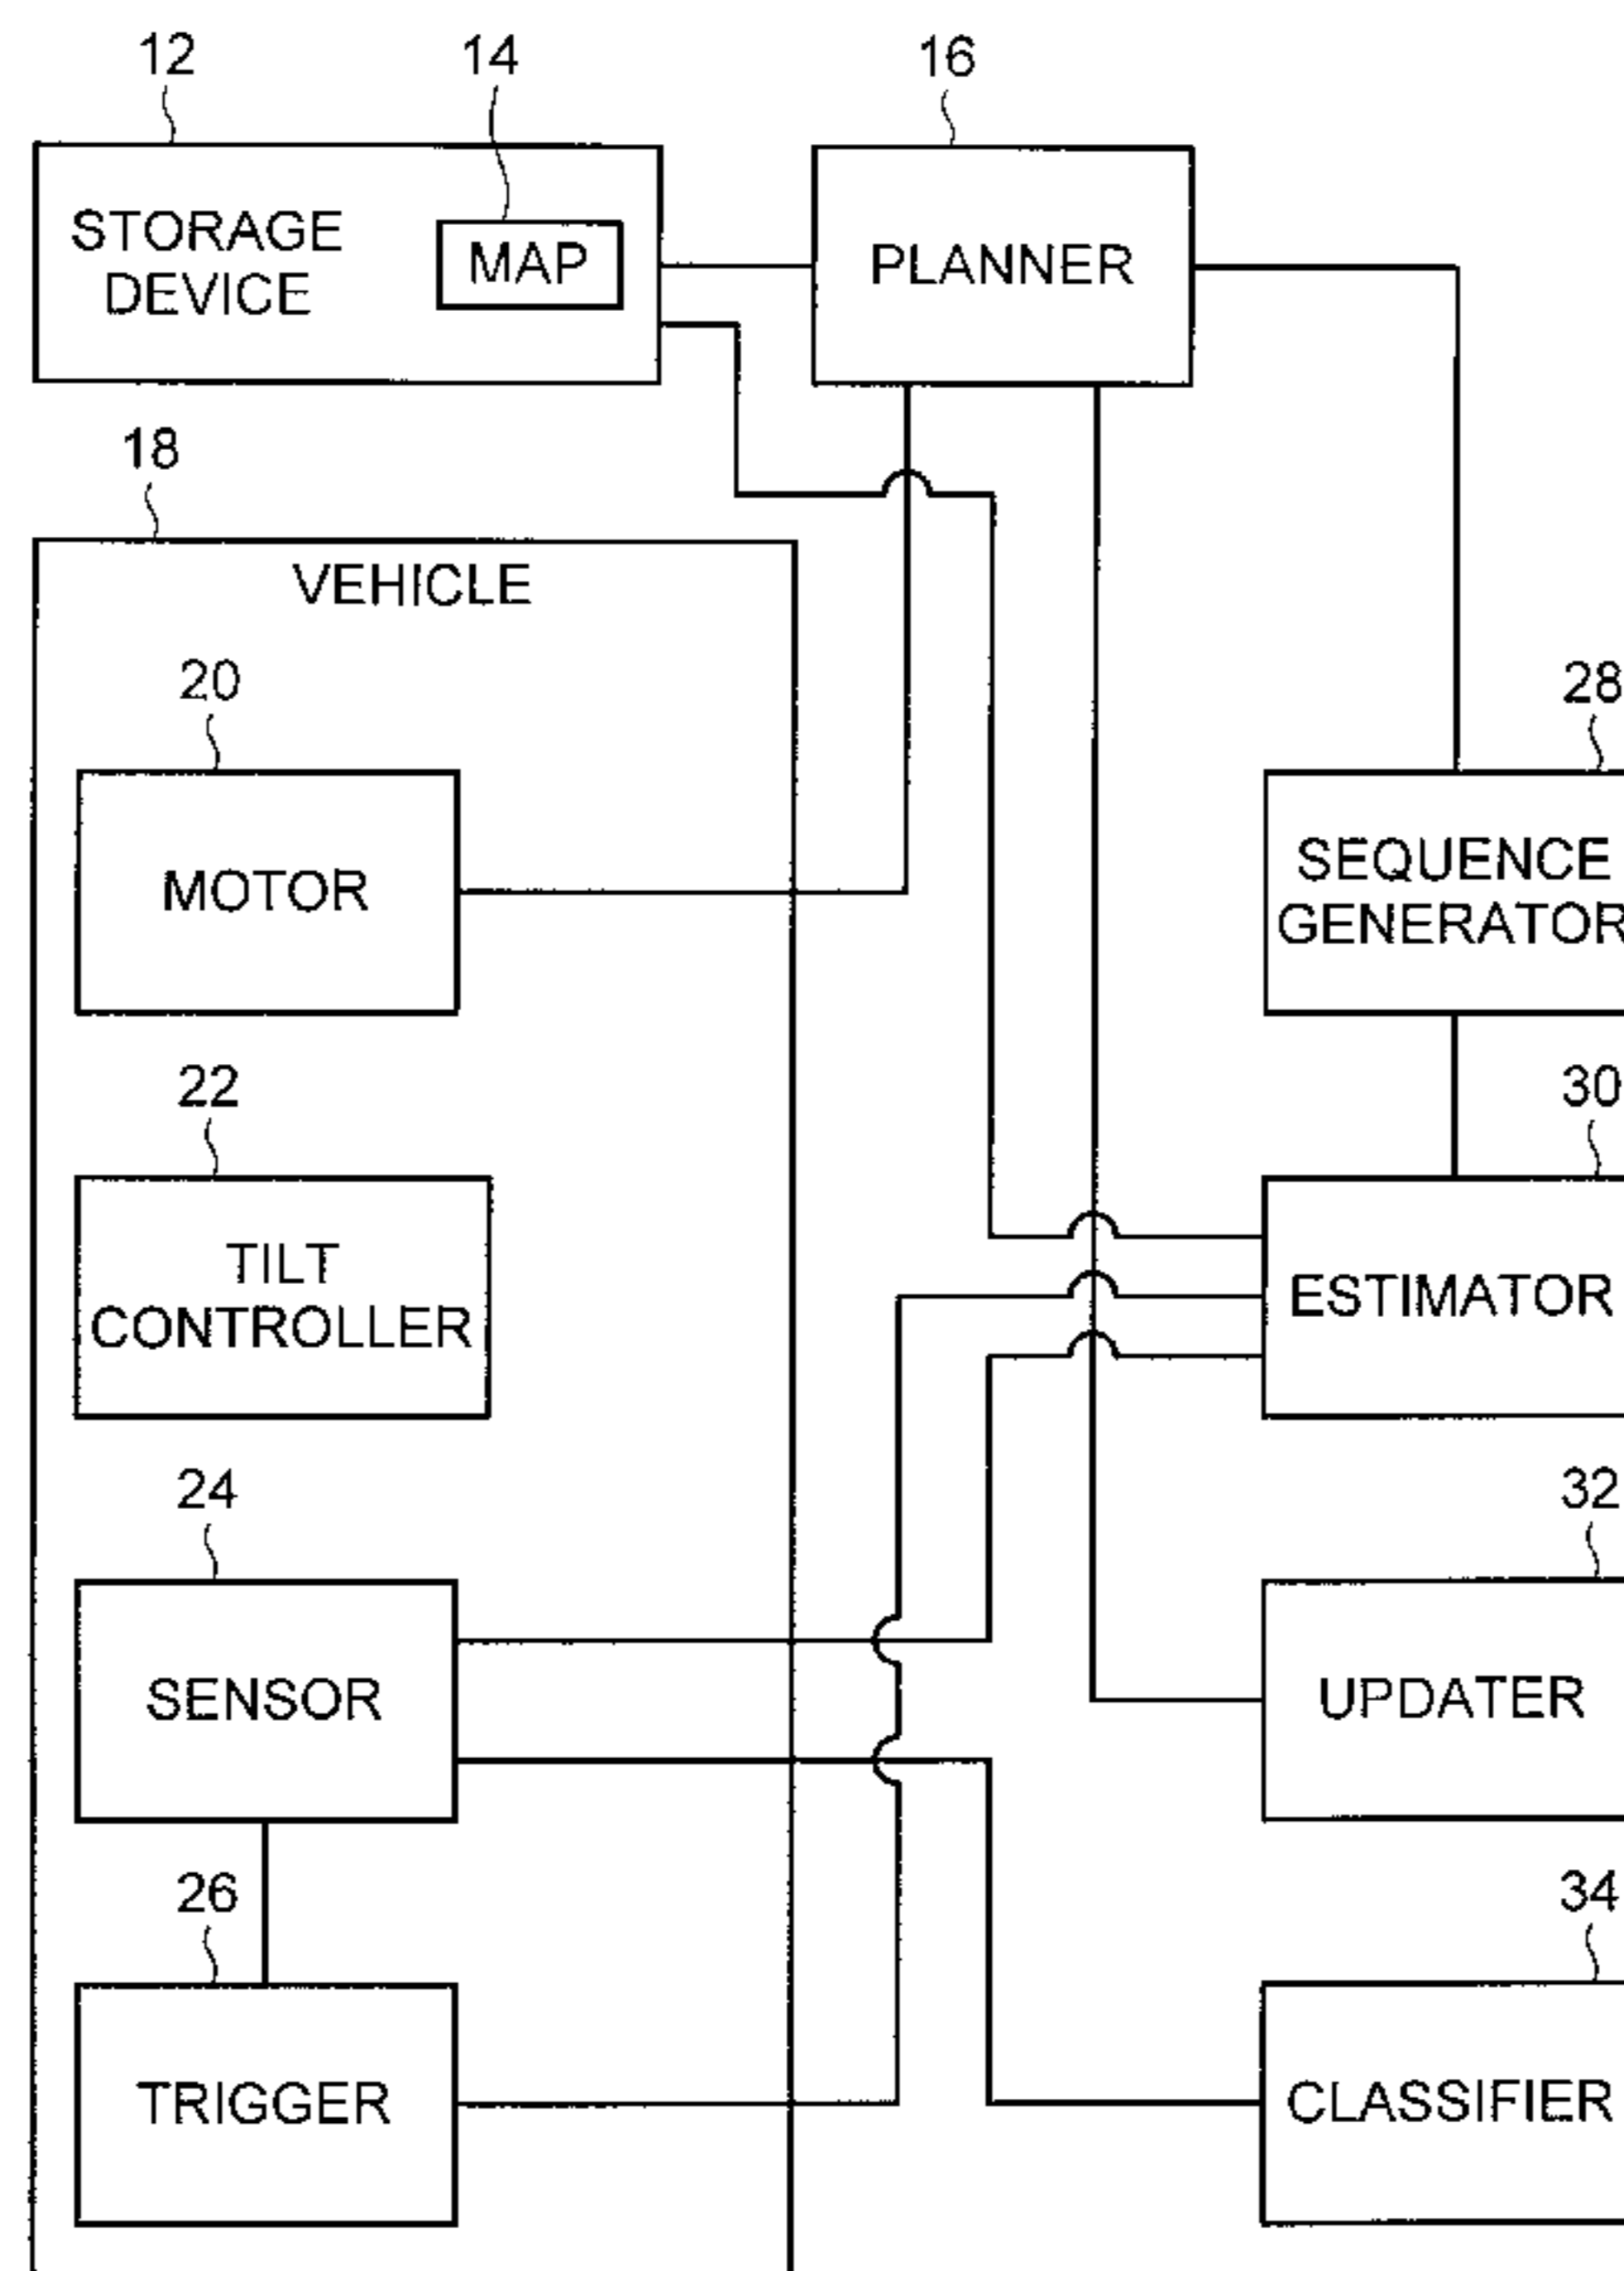 12
14
16
STORAGE
DEVICE
MAP
PLANNER
18
VEHICLE
20
28
MOTOR
SEQUENCE
GENERATOR
22
30
TILT
CONTROLLER
ESTIMATOR
24
32
SENSOR
UPDATER
26
34
TRIGGER
CLASSIFIER